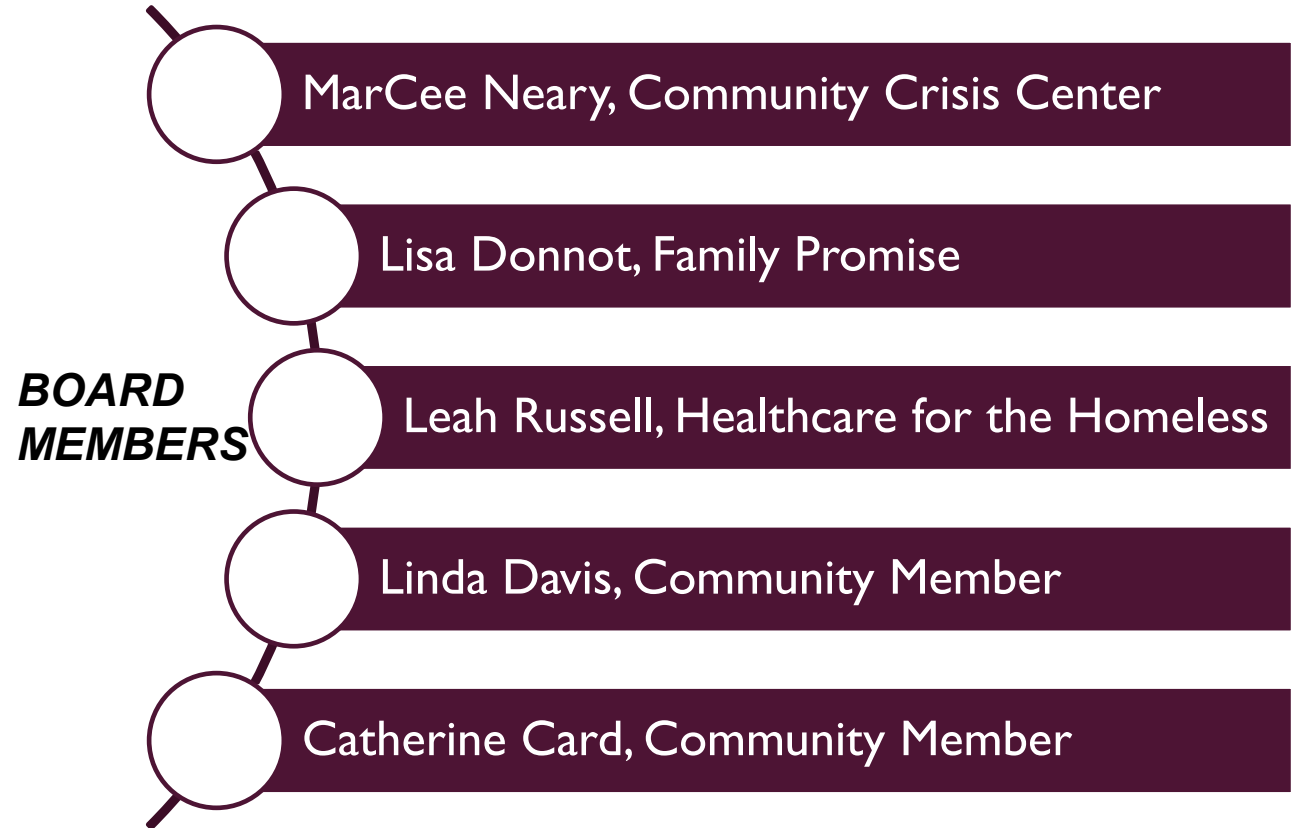 MarCee Neary, Community Crisis Center
Lisa Donnot, Family Promise
BOARD
MEMBERS
Leah Russell, Healthcare for the Homeless
Linda Davis, Community Member
Catherine Card, Community Member